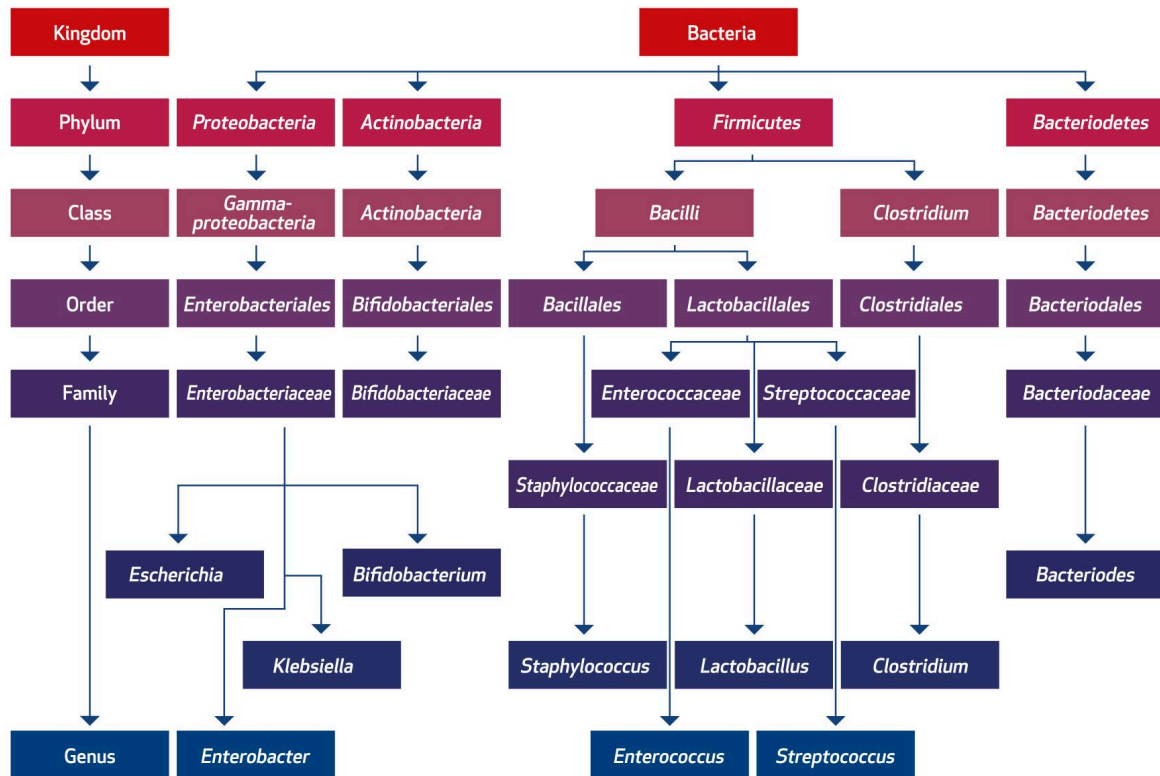 Kingdom
Bacteria
Phylum
Proteobacteria
Actinobacteria
Firmicutes
Bacteriodetes
Class
Gamma-
proteobacteria
Actinobacteria
Bacilli
Clostridium
Bacteriodetes
Order
Enterobacteriales
Bifidobacteriales
Bacillales
Lactobacillales
Clostridiales
Bacteriodales
Family
Enterobacteriaceae
Bifidobacteriaceae
Enterococcaceae
Streptococcaceae
Bacteriodaceae
Staphylococcaceae
Lactobacillaceae
Clostridiaceae
Escherichia
Bifidobacterium
Bacteriodes
Klebsiella
Staphylococcus
Lactobacillus
Clostridium
Genus
Enterobacter
Enterococcus
Streptococcus